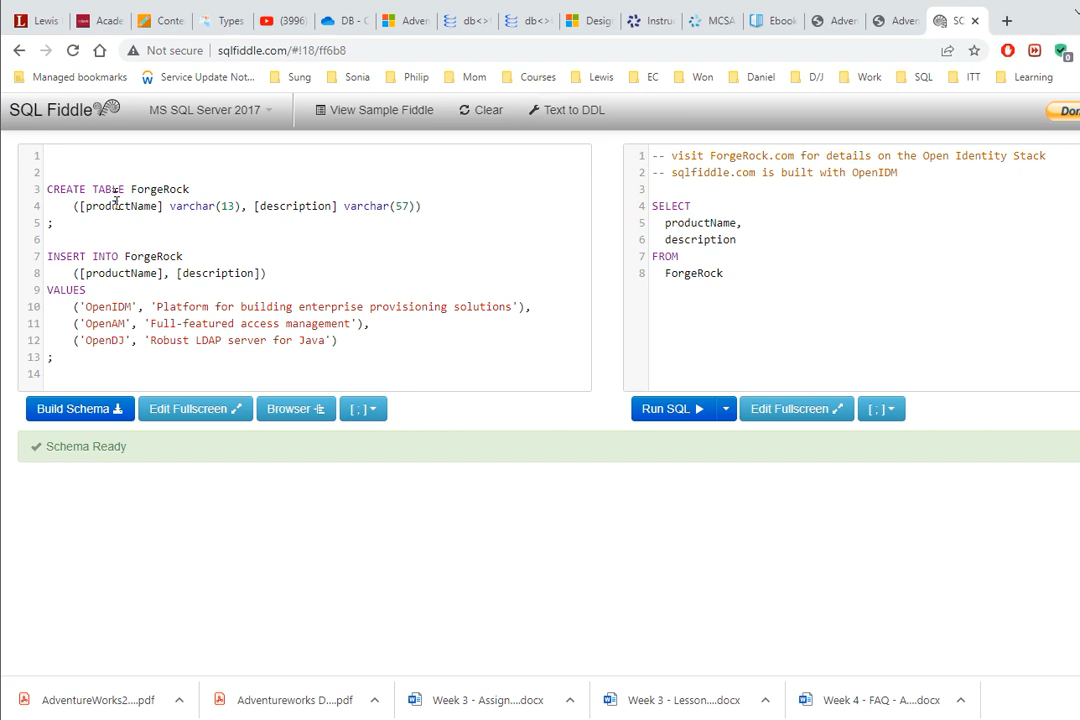 Lewis
Acade
Conte
Types
(3996)
DB - C
Adven
db<>
db<>
Desig
Instru
MCSA
Ebook
Adver
Adven
SC
Not secure
sqlfiddle.com/#!18/ff6b8
0
Managed bookmarks
Service Update Not...
Sung
Sonia
Philip
Mom
Courses
Lewis
EC
Won
Daniel
D/J
Work
SQL
ITT
Learning
SQL Fiddle
MS SQL Server 2017
View Sample Fiddle
Clear
Text to DDL
Don
1
2
3 CREATE TABLE ForgeRock
4 ([productName] varchar(13), [description] varchar(57))
5 ;
6
7 INSERT INTO ForgeRock
8 ([productName], [description])
9 VALUES
10 ('OpenIDM', 'Platform for building enterprise provisioning solutions'),
11 ('OpenAM', 'Full-featured access management'),
12 ('OpenDJ', 'Robust LDAP server for Java')
13 ;
14
1 -- visit ForgeRock.com for details on the Open Identity Stack
2 -- sqlfiddle.com is built with OpenIDM
3
4 SELECT
5 productName,
6 description
7 FROM
8 ForgeRock
Build Schema
Edit Fullscreen
Browser
[ ; ]
Run SQL
Edit Fullscreen
[ ; ]
Schema Ready
AdventureWorks2....pdf
Adventureworks D....pdf
Week 3 - Assign....docx
Week 3 - Lesson....docx
Week 4 - FAQ - A....docx